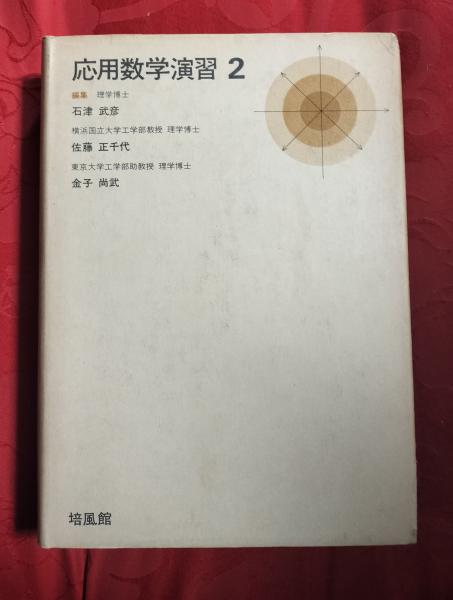 応用数学演習 2
編集 理学博士
石津 武彦
横浜国立大学工学部教授 理学博士
佐藤 正千代
東京大学工学部助教授 理学博士
金子 尚武
培風館